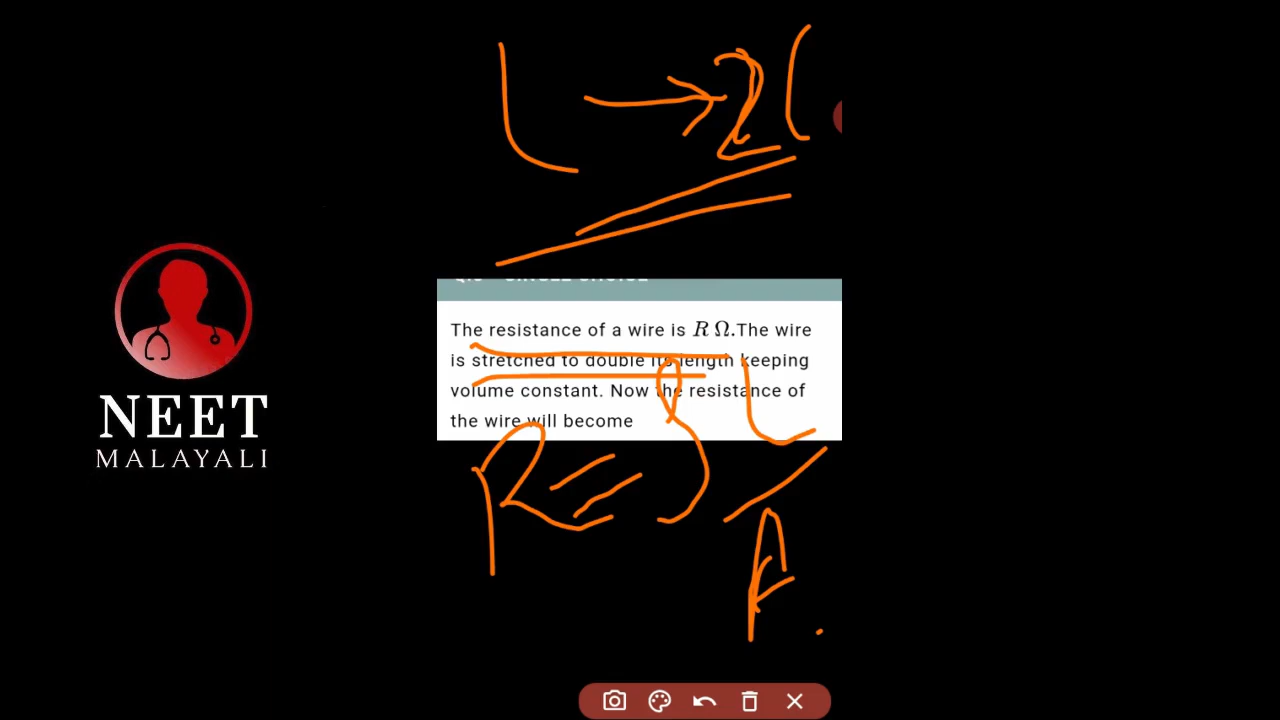 L → 2l
The resistance of a wire is R Ω.The wire
is stretched to double its length keeping
volume constant. Now the resistance of
the wire will become
R = ρ L / A
NEET
MALAYALI